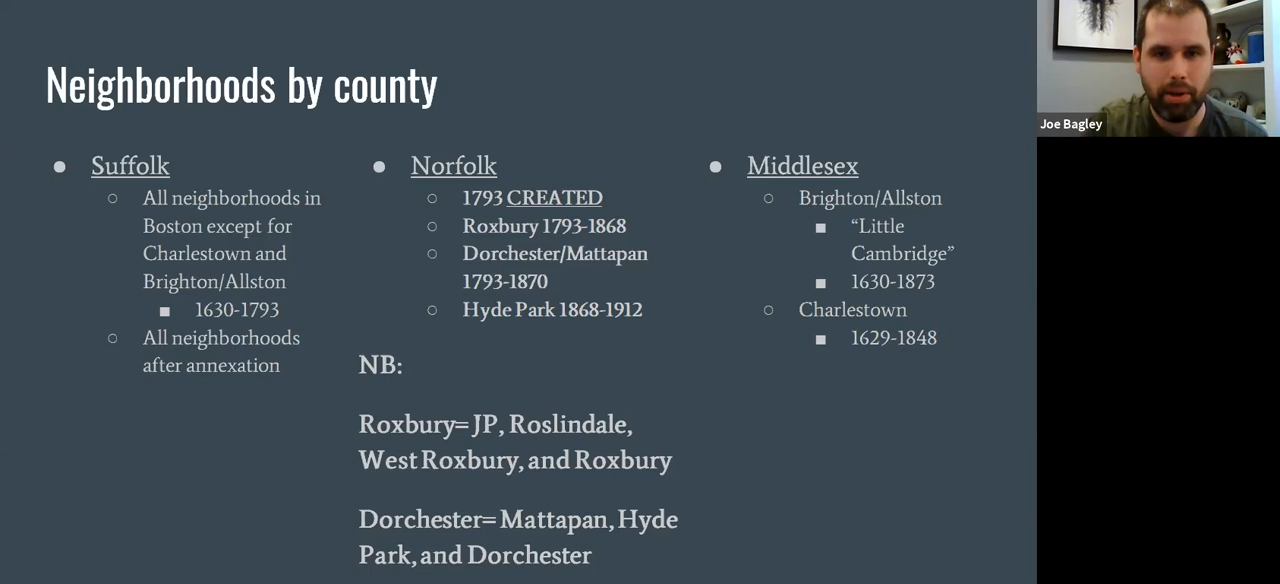 Neighborhoods by county
● Suffolk
○ All neighborhoods in
Boston except for
Charlestown and
Brighton/Allston
■ 1630-1793
○ All neighborhoods
after annexation
● Norfolk
○ 1793 CREATED
○ Roxbury 1793-1868
○ Dorchester/Mattapan
1793-1870
○ Hyde Park 1868-1912
NB:
Roxbury= JP, Roslindale,
West Roxbury, and Roxbury
Dorchester= Mattapan, Hyde
Park, and Dorchester
● Middlesex
○ Brighton/Allston
■ “Little
Cambridge”
■ 1630-1873
○ Charlestown
■ 1629-1848
Joe Bagley